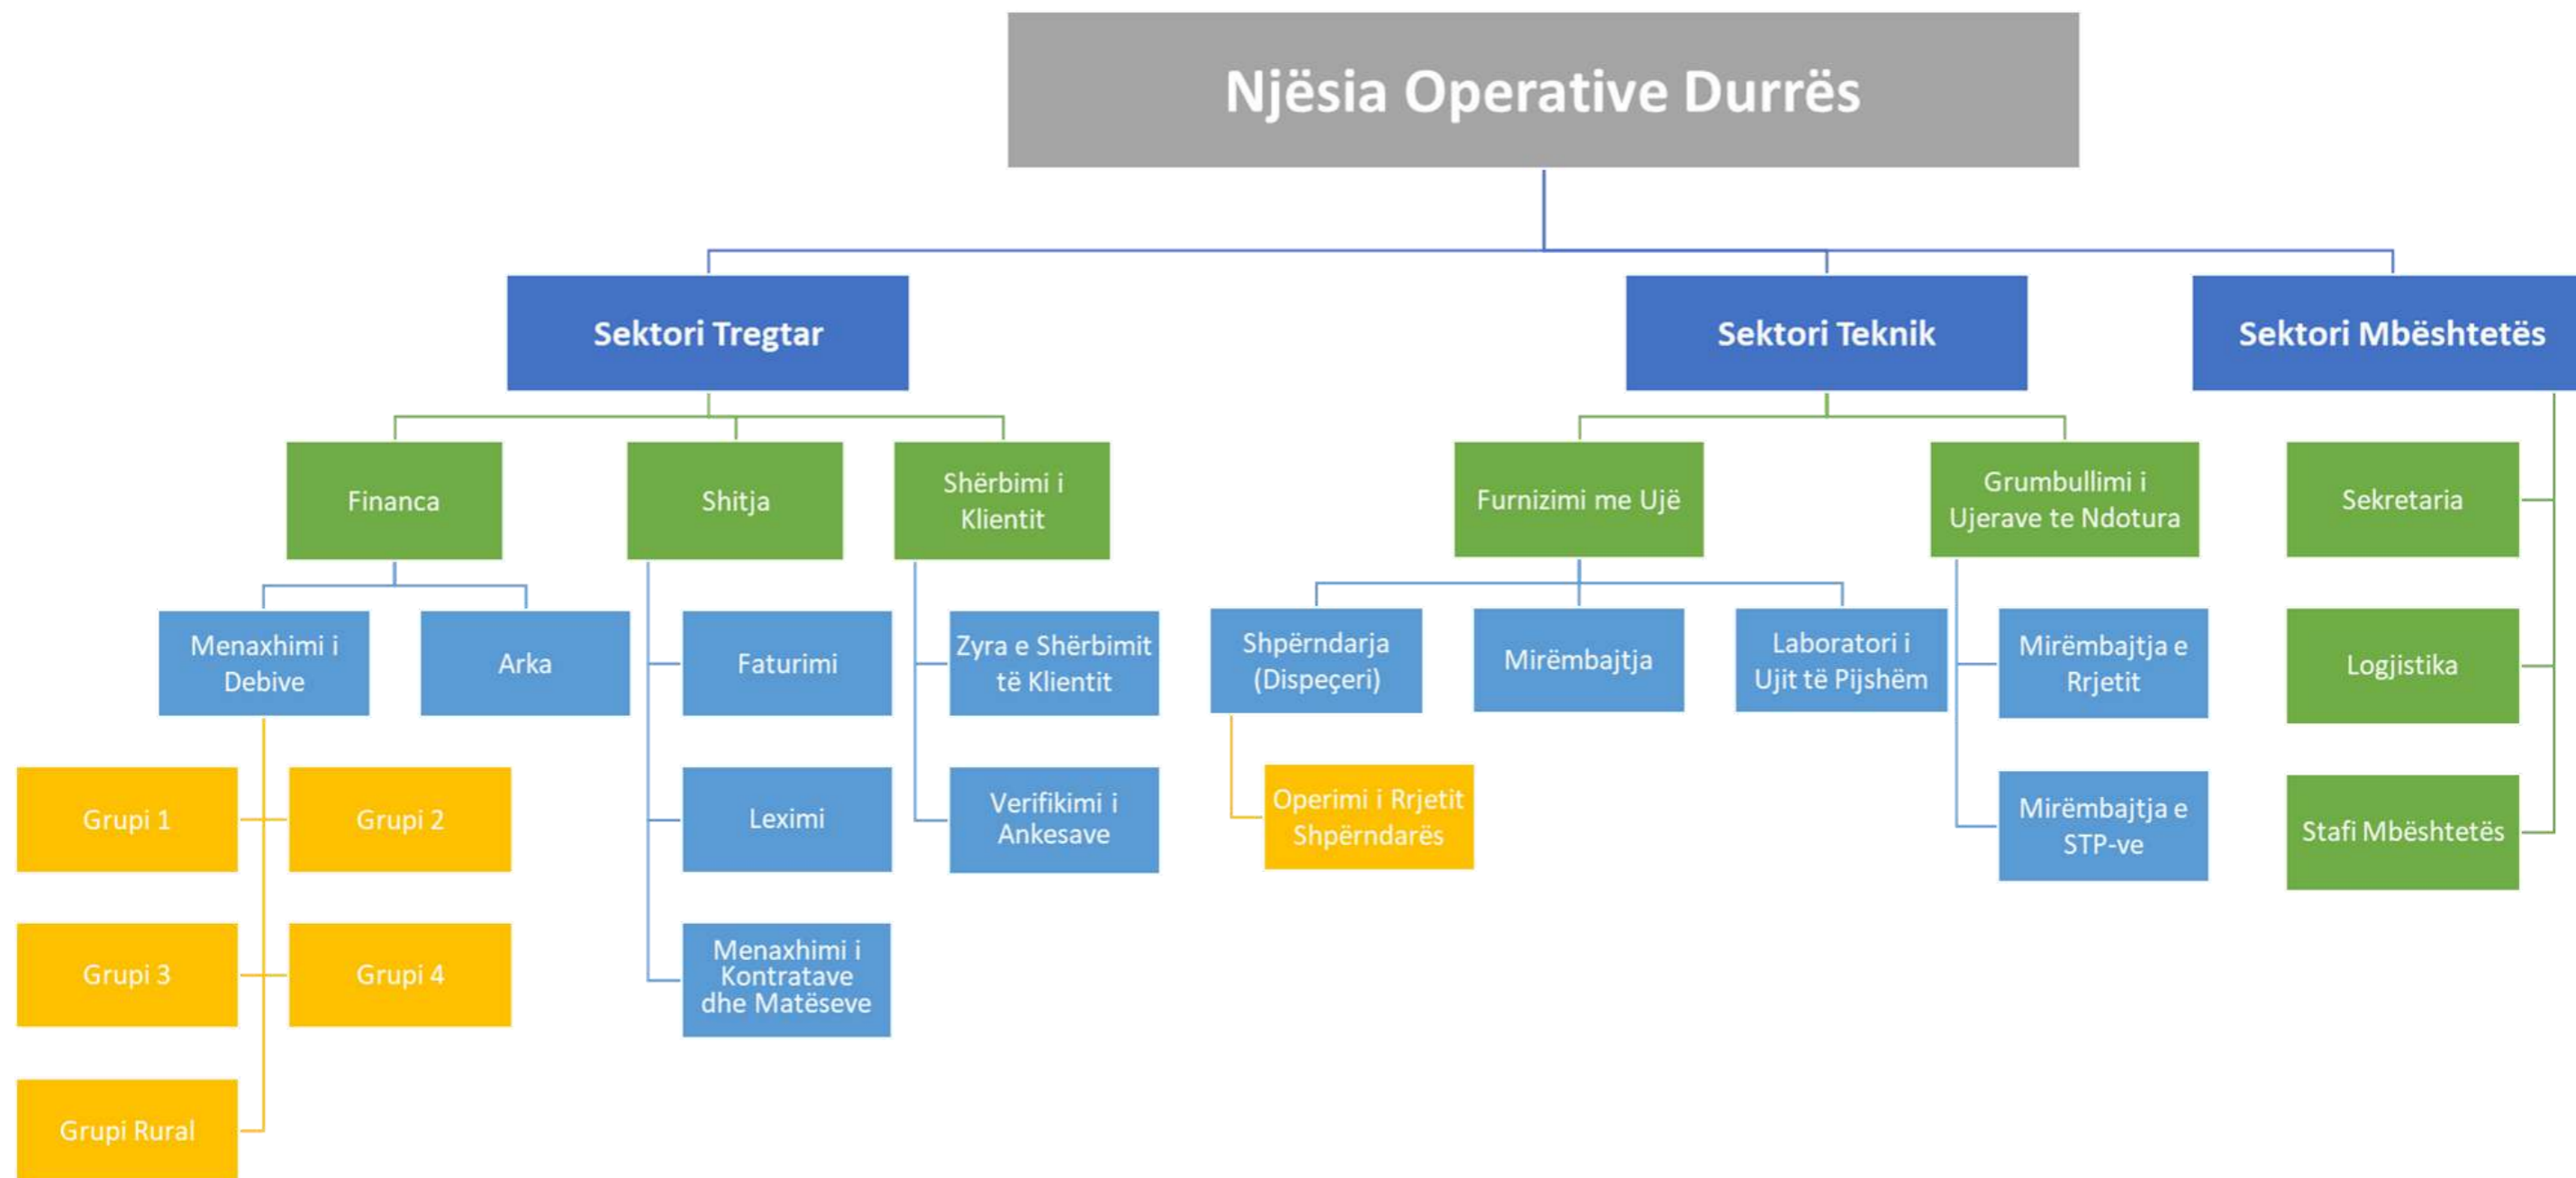 Njësia Operative Durrës
Sektori Tregtar
Sektori Teknik
Sektori Mbështetës
Financa
Shitja
Shërbimi i
Klientit
Furnizimi me Ujë
Grumbullimi i
Ujerave te Ndotura
Sekretaria
Menaxhimi i
Debive
Arka
Faturimi
Zyra e Shërbimit
të Klientit
Shpërndarja
(Dispeçeri)
Mirëmbajtja
Laboratori i
Ujit të Pijshëm
Mirëmbajtja e
Rrjetit
Logjistika
Grupi 1
Grupi 2
Leximi
Verifikimi i
Ankesave
Operimi i Rrjetit
Shpërndarës
Mirëmbajtja e
STP-ve
Stafi Mbështetës
Grupi 3
Grupi 4
Menaxhimi i
Kontratave
dhe Matëseve
Grupi Rural